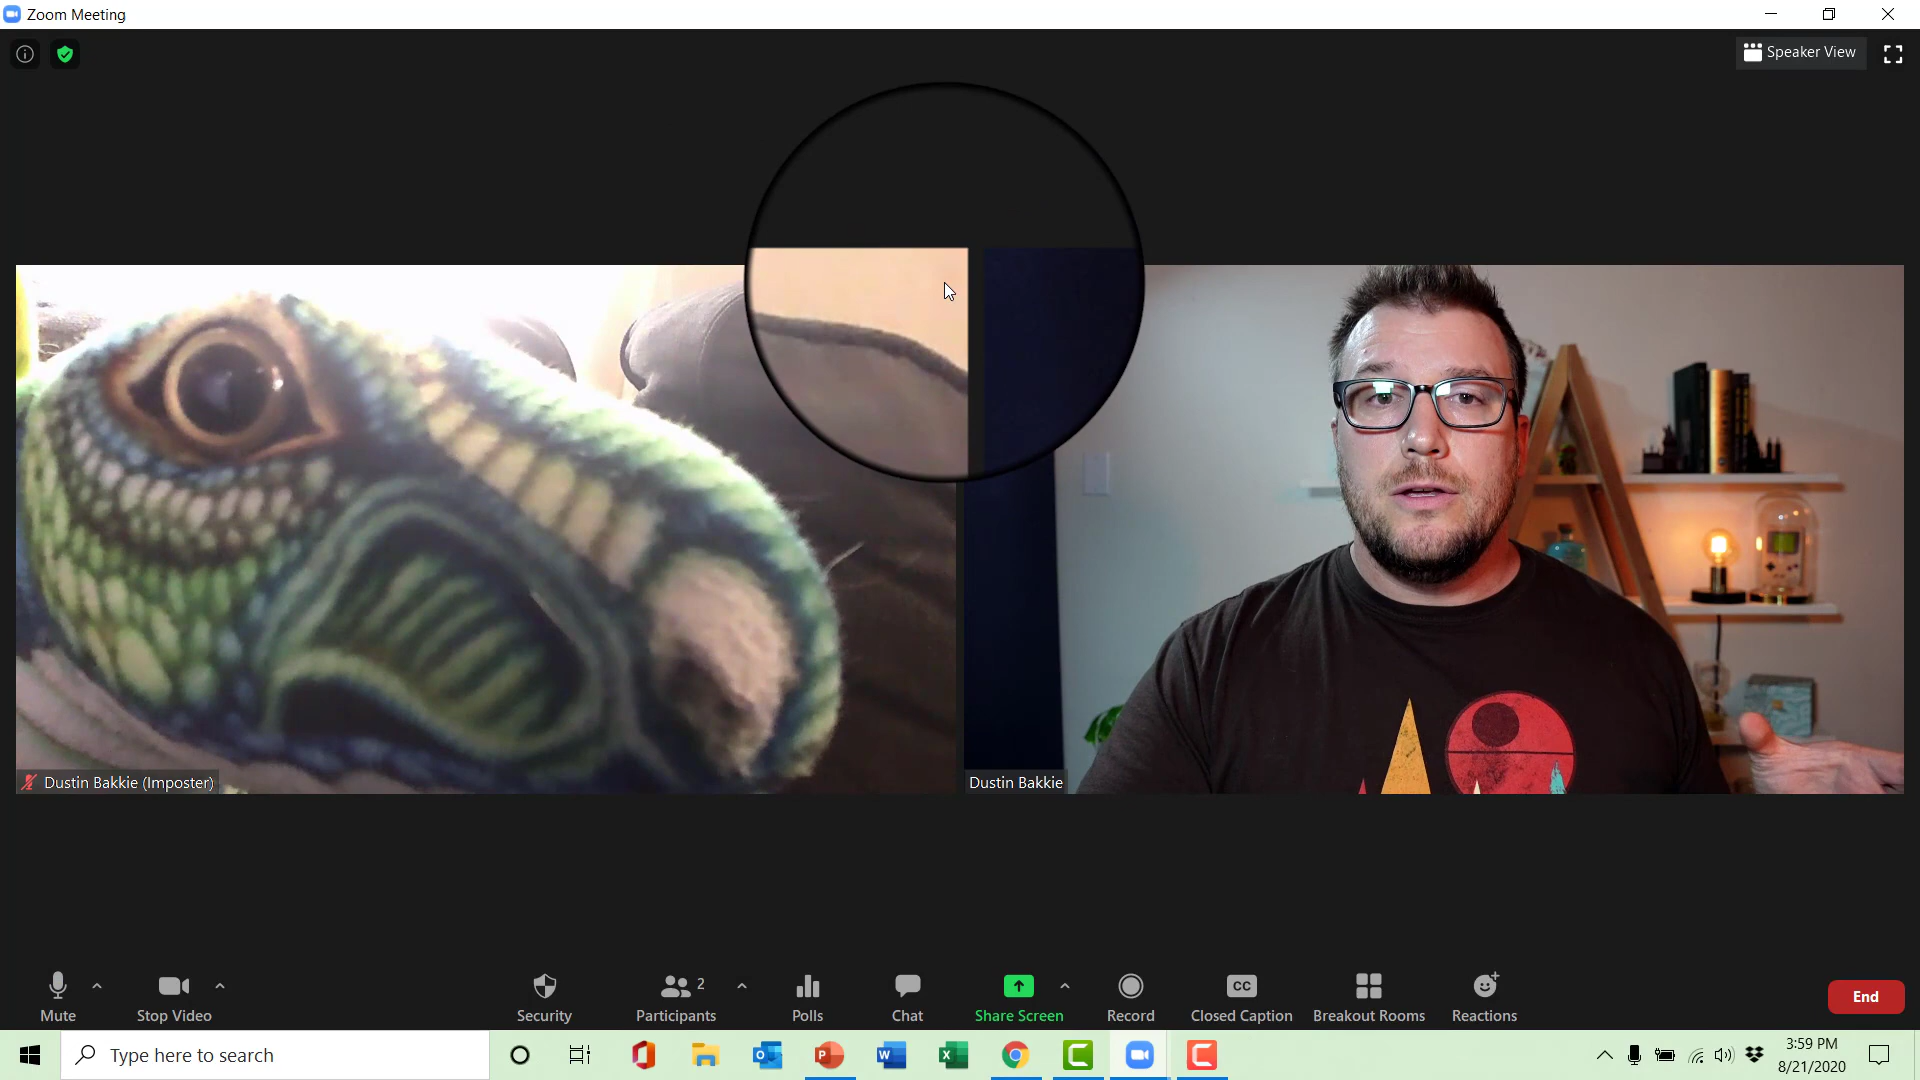 Zoom Meeting
Speaker View
Dustin Bakkie (Imposter)
Dustin Bakkie
Mute
Stop Video
Security
2
Participants
Polls
Chat
Share Screen
Record
CC
Closed Caption
Breakout Rooms
Reactions
End
Type here to search
3:59 PM
8/21/2020